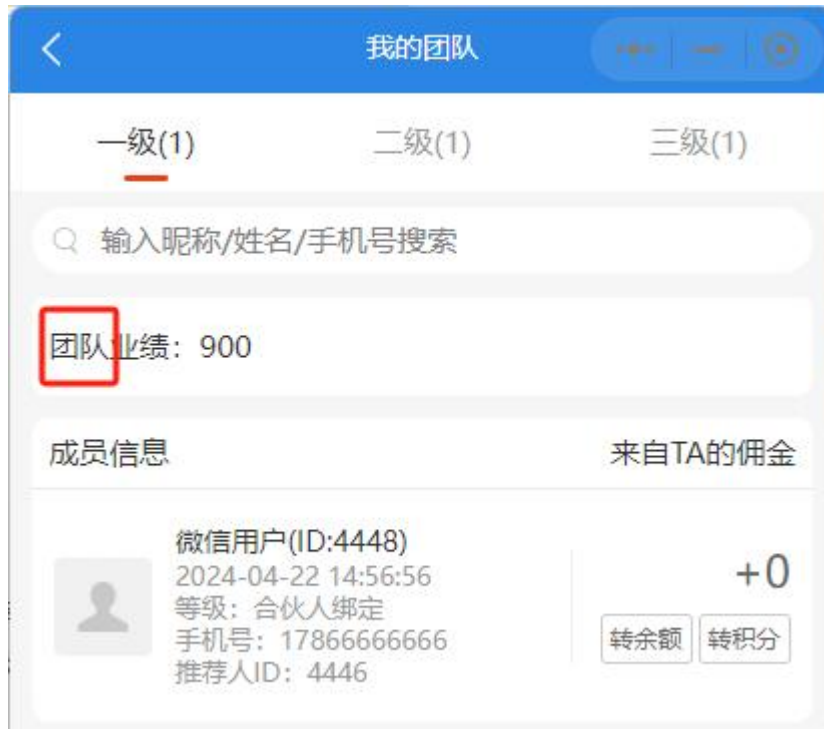 我的团队
一级(1) 二级(1) 三级(1)
输入昵称/姓名/手机号搜索
团队业绩：900
成员信息 来自TA的佣金
微信用户(ID:4448)
2024-04-22 14:56:56
等级：合伙人绑定
手机号：17866666666
推荐人ID：4446
+0
转余额 转积分